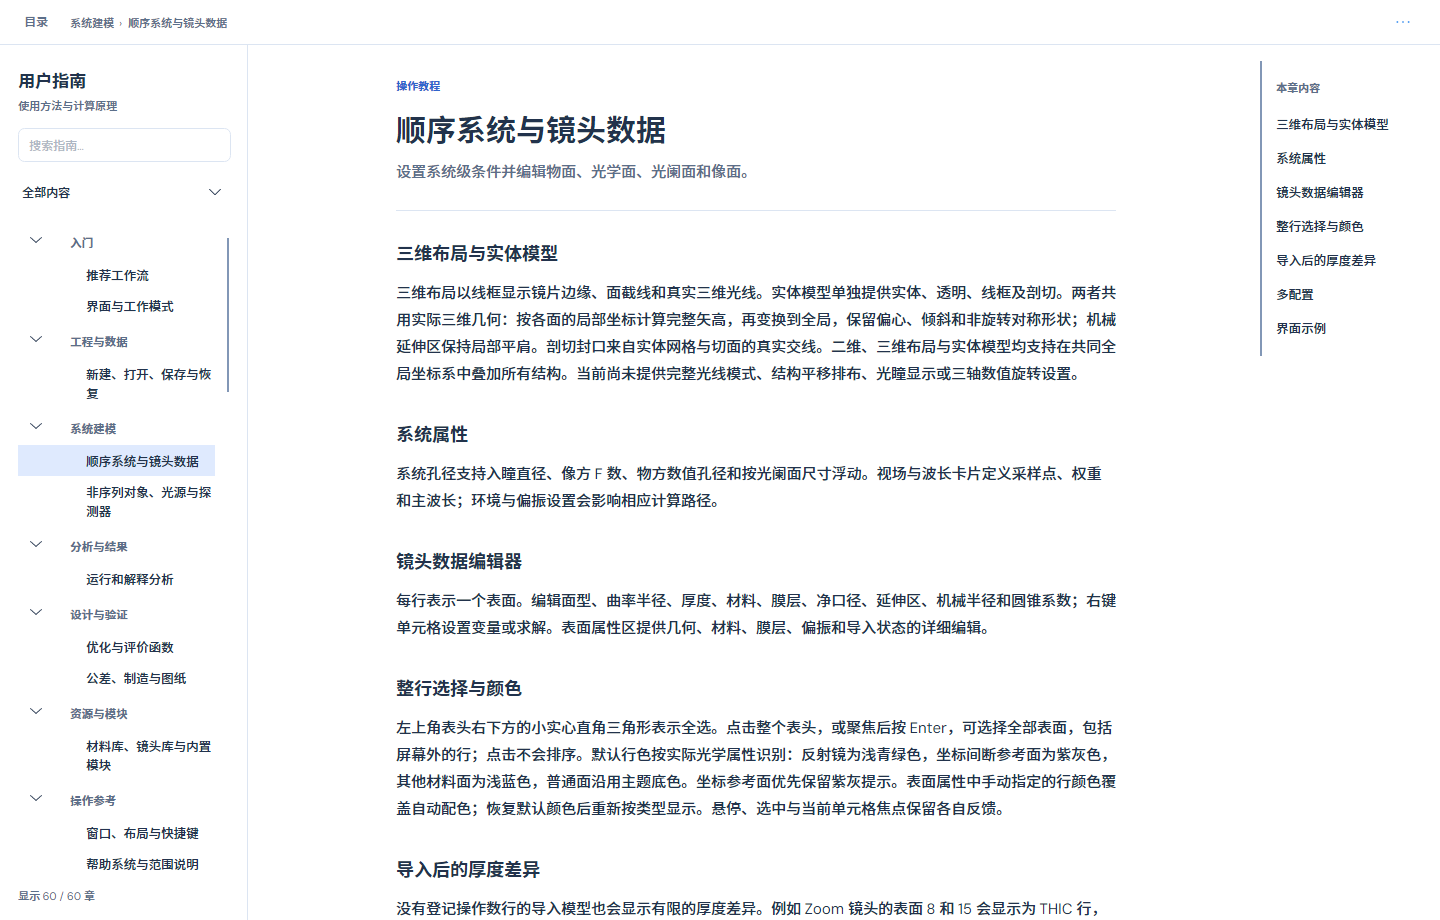 目录
系统建模 › 顺序系统与镜头数据
···
用户指南
使用方法与计算原理
搜索指南...
全部内容
入门
推荐工作流
界面与工作模式
工程与数据
新建、打开、保存与恢
复
系统建模
顺序系统与镜头数据
非序列对象、光源与探
测器
分析与结果
运行和解释分析
设计与验证
优化与评价函数
公差、制造与图纸
资源与模块
材料库、镜头库与内置
模块
操作参考
窗口、布局与快捷键
帮助系统与范围说明
显示 60 / 60 章
操作教程
顺序系统与镜头数据
设置系统级条件并编辑物面、光学面、光阑面和像面。
三维布局与实体模型
三维布局以线框显示镜片边缘、面截线和真实三维光线。实体模型单独提供实体、透明、线框及剖切。两者共
用实际三维几何：按各面的局部坐标计算完整矢高，再变换到全局，保留偏心、倾斜和非旋转对称形状；机械
延伸区保持局部平肩。剖切封口来自实体网格与切面的真实交线。二维、三维布局与实体模型均支持在共同全
局坐标系中叠加所有结构。当前尚未提供完整光线模式、结构平移排布、光瞳显示或三轴数值旋转设置。
系统属性
系统孔径支持入瞳直径、像方 F 数、物方数值孔径和按光阑面尺寸浮动。视场与波长卡片定义采样点、权重
和主波长；环境与偏振设置会影响相应计算路径。
镜头数据编辑器
每行表示一个表面。编辑面型、曲率半径、厚度、材料、膜层、净口径、延伸区、机械半径和圆锥系数；右键
单元格设置变量或求解。表面属性区提供几何、材料、膜层、偏振和导入状态的详细编辑。
整行选择与颜色
左上角表头右下方的小实心直角三角形表示全选。点击整个表头，或聚焦后按 Enter，可选择全部表面，包括
屏幕外的行；点击不会排序。默认行色按实际光学属性识别：反射镜为浅青绿色，坐标间断参考面为紫灰色，
其他材料面为浅蓝色，普通面沿用主题底色。坐标参考面优先保留紫灰提示。表面属性中手动指定的行颜色覆
盖自动配色；恢复默认颜色后重新按类型显示。悬停、选中与当前单元格焦点保留各自反馈。
导入后的厚度差异
没有登记操作数行的导入模型也会显示有限的厚度差异。例如 Zoom 镜头的表面 8 和 15 会显示为 THIC 行，
本章内容
三维布局与实体模型
系统属性
镜头数据编辑器
整行选择与颜色
导入后的厚度差异
多配置
界面示例